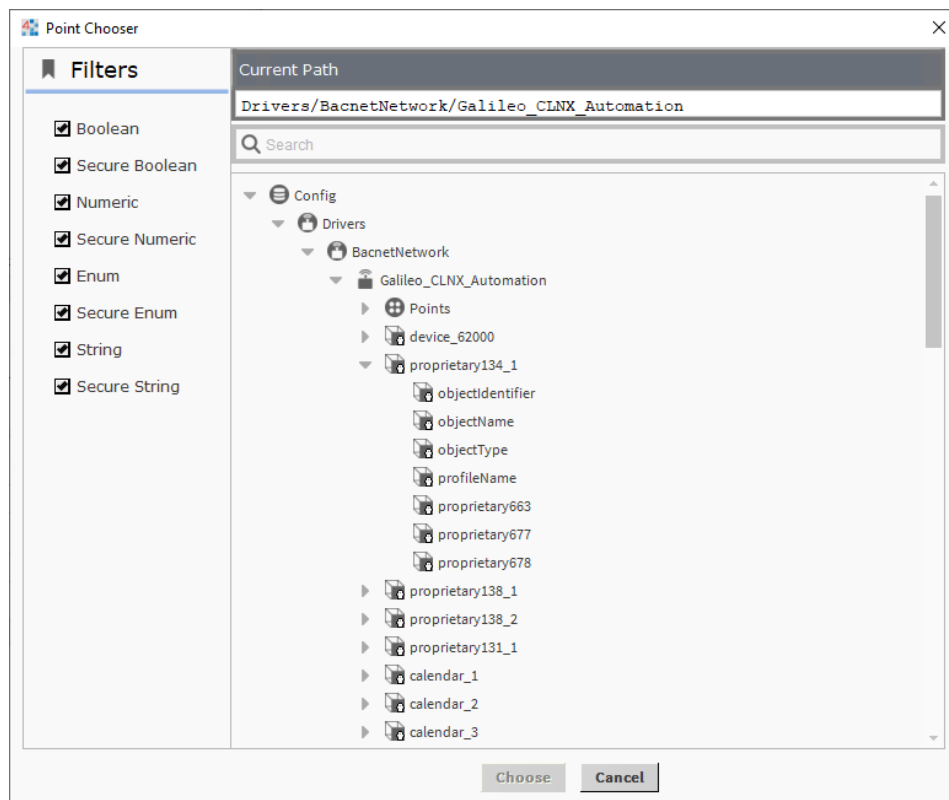 Point Chooser
Filters
Boolean
Secure Boolean
Numeric
Secure Numeric
Enum
Secure Enum
String
Secure String
Current Path
Drivers/BacnetNetwork/Galileo_CLNX_Automation
Search
Config
Drivers
BacnetNetwork
Galileo_CLNX_Automation
Points
device_62000
proprietary134_1
objectIdentifier
objectName
objectType
profileName
proprietary663
proprietary677
proprietary678
proprietary138_1
proprietary138_2
proprietary131_1
calendar_1
calendar_2
calendar_3
Choose Cancel